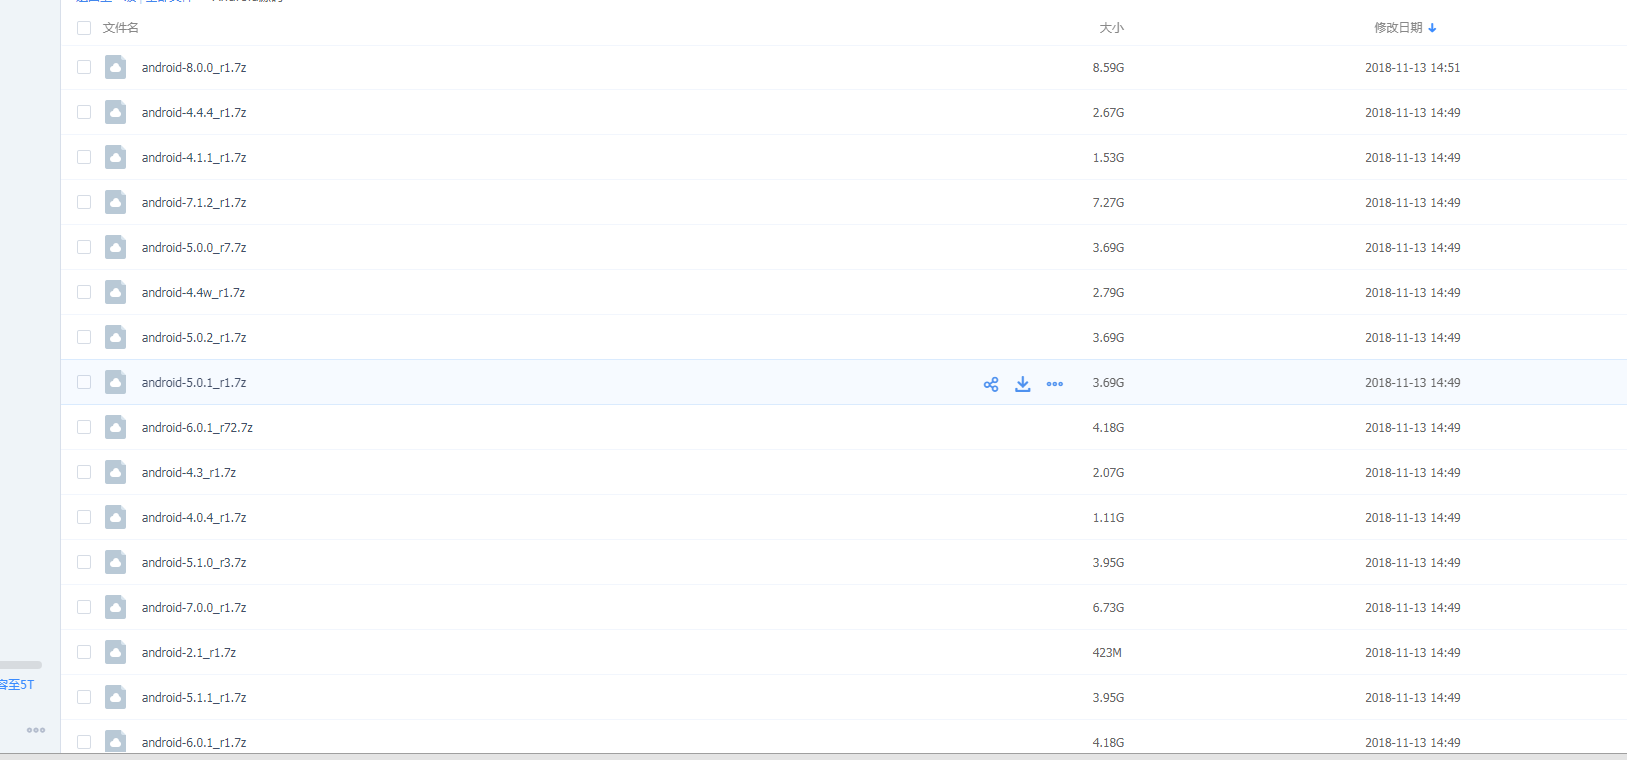 文件名 大小 修改日期
android-8.0.0_r1.7z 8.59G 2018-11-13 14:51
android-4.4.4_r1.7z 2.67G 2018-11-13 14:49
android-4.1.1_r1.7z 1.53G 2018-11-13 14:49
android-7.1.2_r1.7z 7.27G 2018-11-13 14:49
android-5.0.0_r7.7z 3.69G 2018-11-13 14:49
android-4.4w_r1.7z 2.79G 2018-11-13 14:49
android-5.0.2_r1.7z 3.69G 2018-11-13 14:49
android-5.0.1_r1.7z 3.69G 2018-11-13 14:49
android-6.0.1_r72.7z 4.18G 2018-11-13 14:49
android-4.3_r1.7z 2.07G 2018-11-13 14:49
android-4.0.4_r1.7z 1.11G 2018-11-13 14:49
android-5.1.0_r3.7z 3.95G 2018-11-13 14:49
android-7.0.0_r1.7z 6.73G 2018-11-13 14:49
android-2.1_r1.7z 423M 2018-11-13 14:49
容至5T
android-5.1.1_r1.7z 3.95G 2018-11-13 14:49
android-6.0.1_r1.7z 4.18G 2018-11-13 14:49